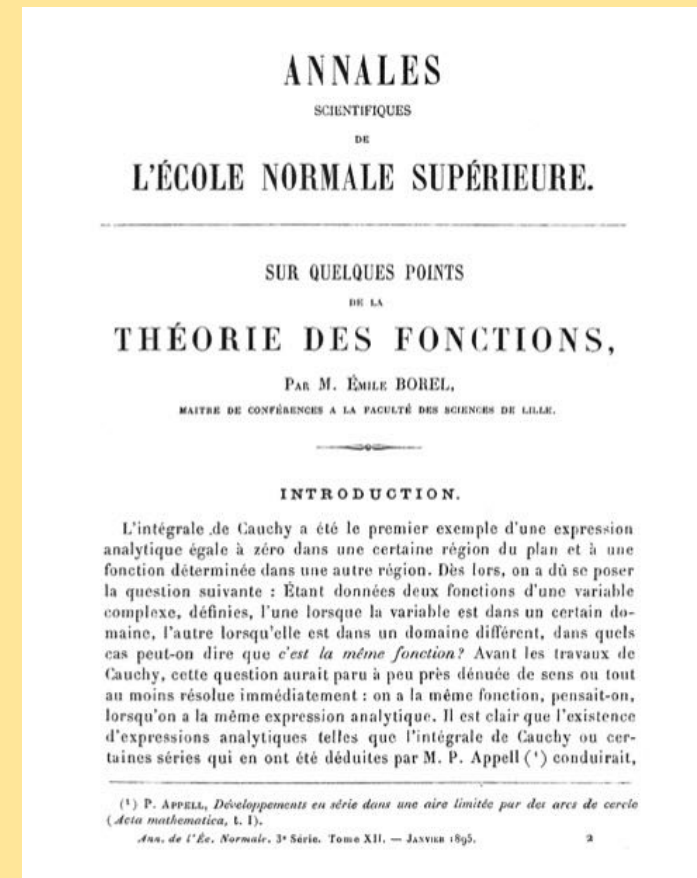 ANNALES
SCIENTIFIQUES
DE
L'ÉCOLE NORMALE SUPÉRIEURE.
SUR QUELQUES POINTS
DE LA
THÉORIE DES FONCTIONS,
PAR M. ÉMILE BOREL,
MAITRE DE CONFÉRENCES A LA FACULTÉ DES SCIENCES DE LILLE.
INTRODUCTION.
L'intégrale de Cauchy a été le premier exemple d'une expression
analytique égale à zéro dans une certaine région du plan et à une
fonction déterminée dans une autre région. Dès lors, on a dû se poser
la question suivante : Étant données deux fonctions d'une variable
complexe, définies, l'une lorsque la variable est dans un certain do-
maine, l'autre lorsqu'elle est dans un domaine différent, dans quels
cas peut-on dire que c'est la même fonction? Avant les travaux de
Cauchy, cette question aurait paru à peu près dénuée de sens ou tout
au moins résolue immédiatement : on a la même fonction, pensait-on,
lorsqu'on a la même expression analytique. Il est clair que l'existence
d'expressions analytiques telles que l'intégrale de Cauchy ou cer-
taines séries qui en ont été déduites par M. P. Appell (¹) conduirait,
(¹) P. APPELL, Développements en série dans une aire limitée par des arcs de cercle
(Acta mathematica, t. I).
Ann. de l'Éc. Normale. 3e Série. Tome XII. — JANVIER 1895. 2